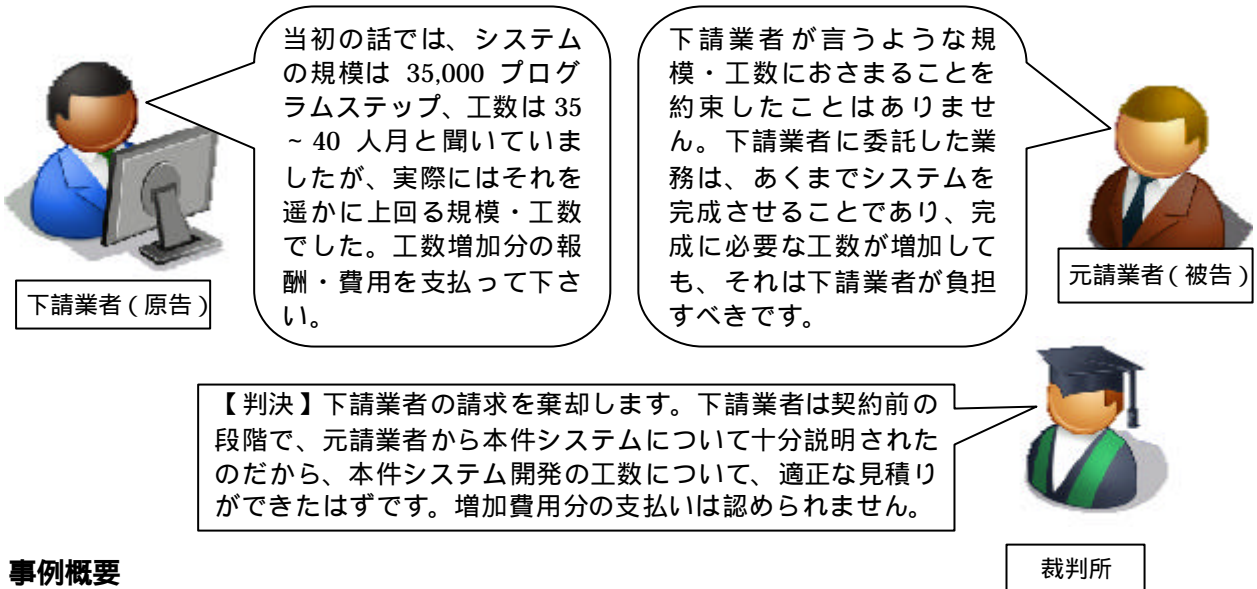 当初の話では、システム
の規模は 35,000 プログ
ラムステップ、工数は 35
~ 40 人月と聞いていま
したが、実際にはそれを
遥かに上回る規模・工数
でした。工数増加分の報
酬・費用を支払って下さ
い。
下請業者（原告）
下請業者が言うような規
模・工数におさまることを
約束したことはありませ
ん。下請業者に委託した業
務は、あくまでシステムを
完成させることであり、完
成に必要な工数が増加して
も、それは下請業者が負担
すべきです。
元請業者（被告）
【判決】下請業者の請求を棄却します。下請業者は契約前の
段階で、元請業者から本件システムについて十分説明された
のだから、本件システム開発の工数について、適正な見積り
ができたはずです。増加費用分の支払いは認められません。
裁判所
事例概要